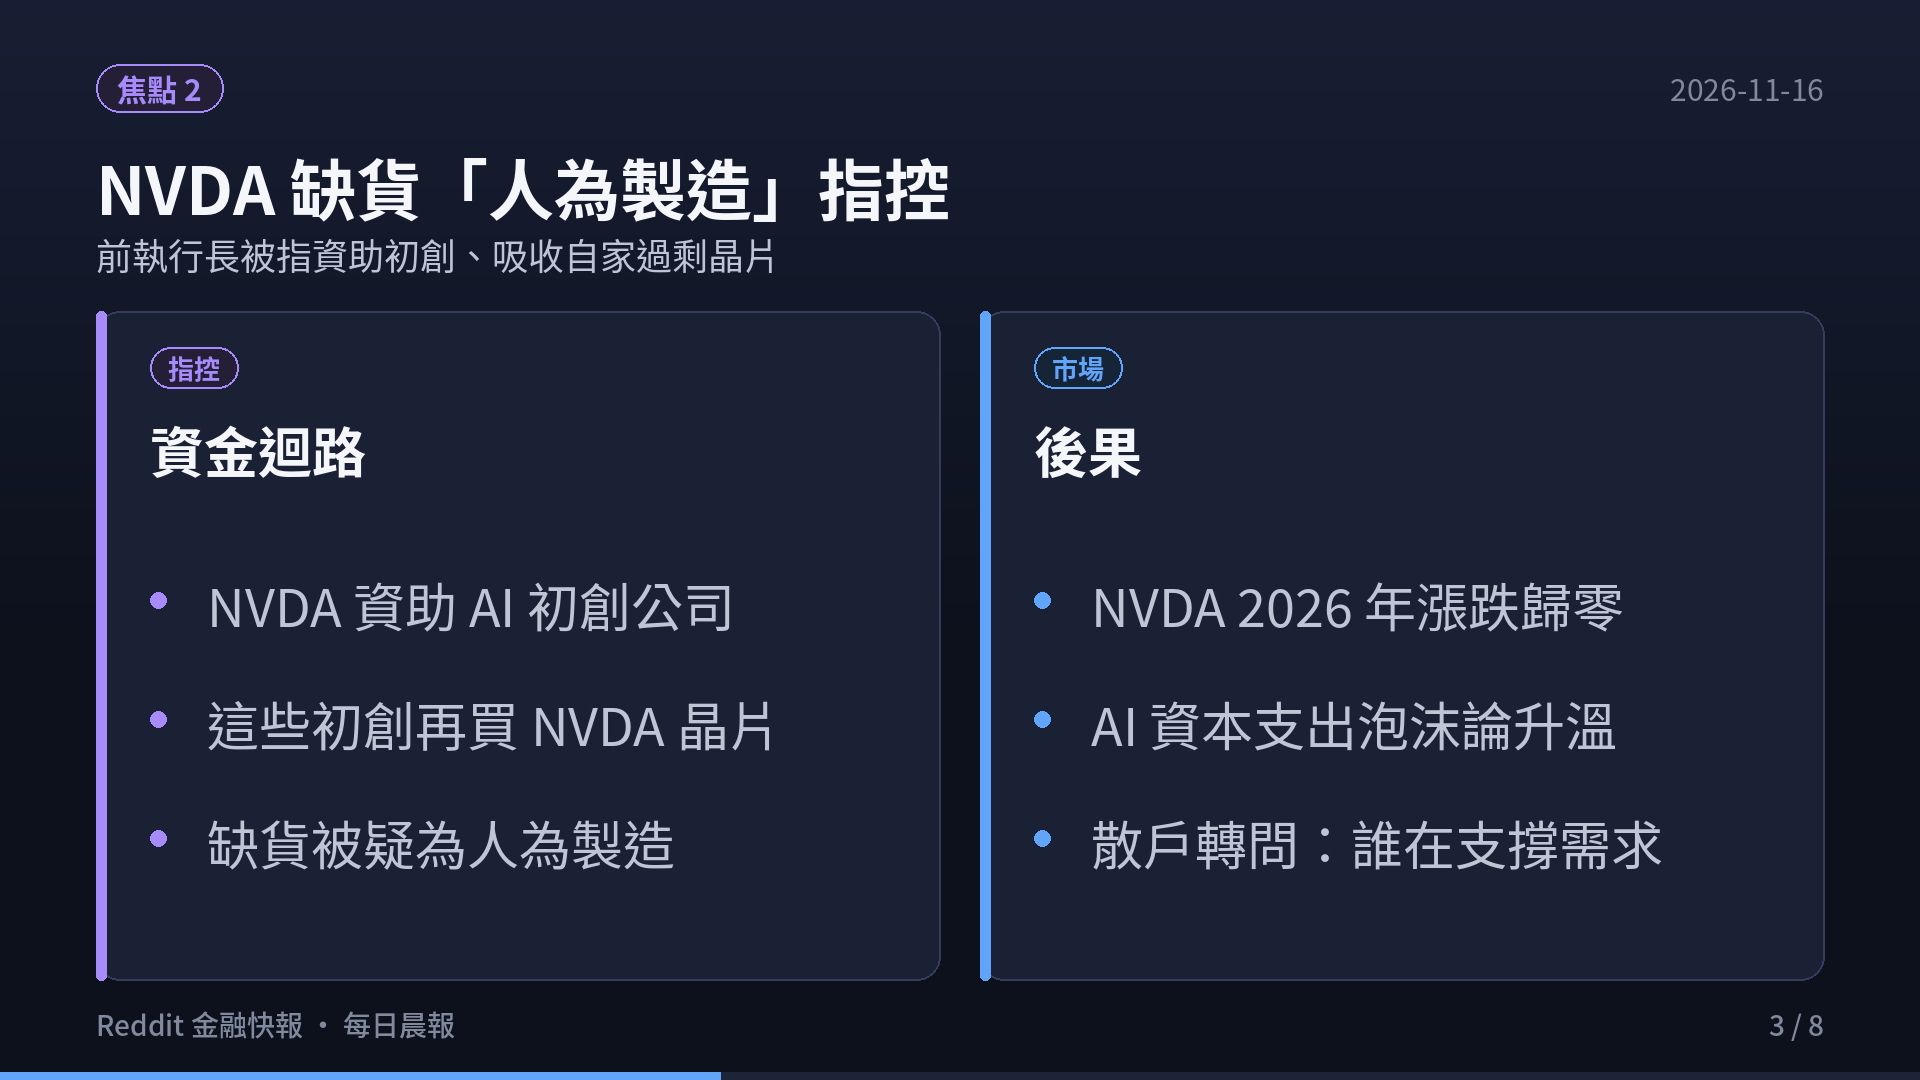 焦點 2
2026-11-16
NVDA 缺貨「人為製造」指控
前執行長被指資助初創、吸收自家過剩晶片
指控
資金迴路
NVDA 資助 AI 初創公司
這些初創再買 NVDA 晶片
缺貨被疑為人為製造
市場
後果
NVDA 2026 年漲跌歸零
AI 資本支出泡沫論升溫
散戶轉問：誰在支撐需求
Reddit 金融快報 · 每日晨報
3 / 8